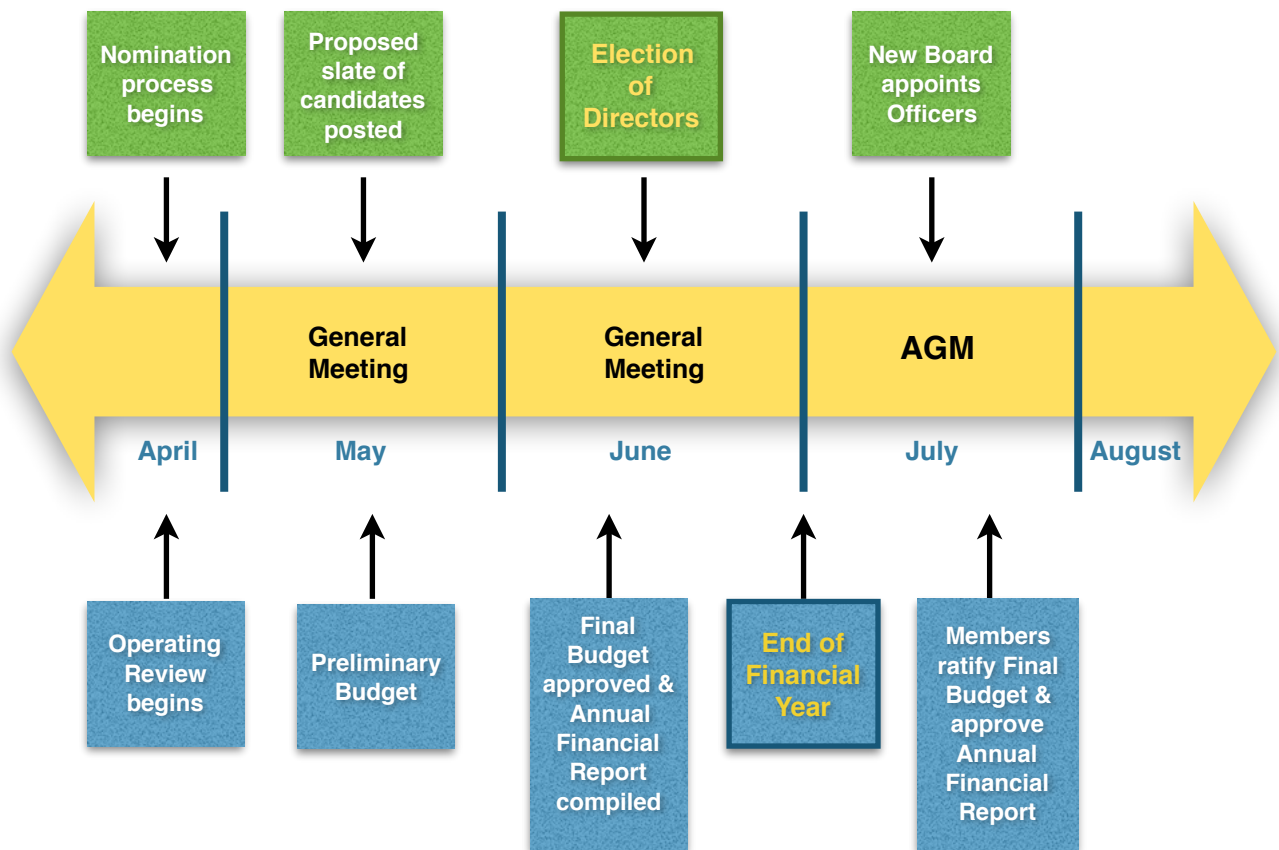 Nomination
process
begins
Proposed
slate of
candidates
posted
Election
of
Directors
New Board
appoints
Officers
General
Meeting
General
Meeting
AGM
April
May
June
July
August
Operating
Review
begins
Preliminary
Budget
Final
Budget
approved &
Annual
Financial
Report
compiled
End of
Financial
Year
Members
ratify Final
Budget &
approve
Annual
Financial
Report